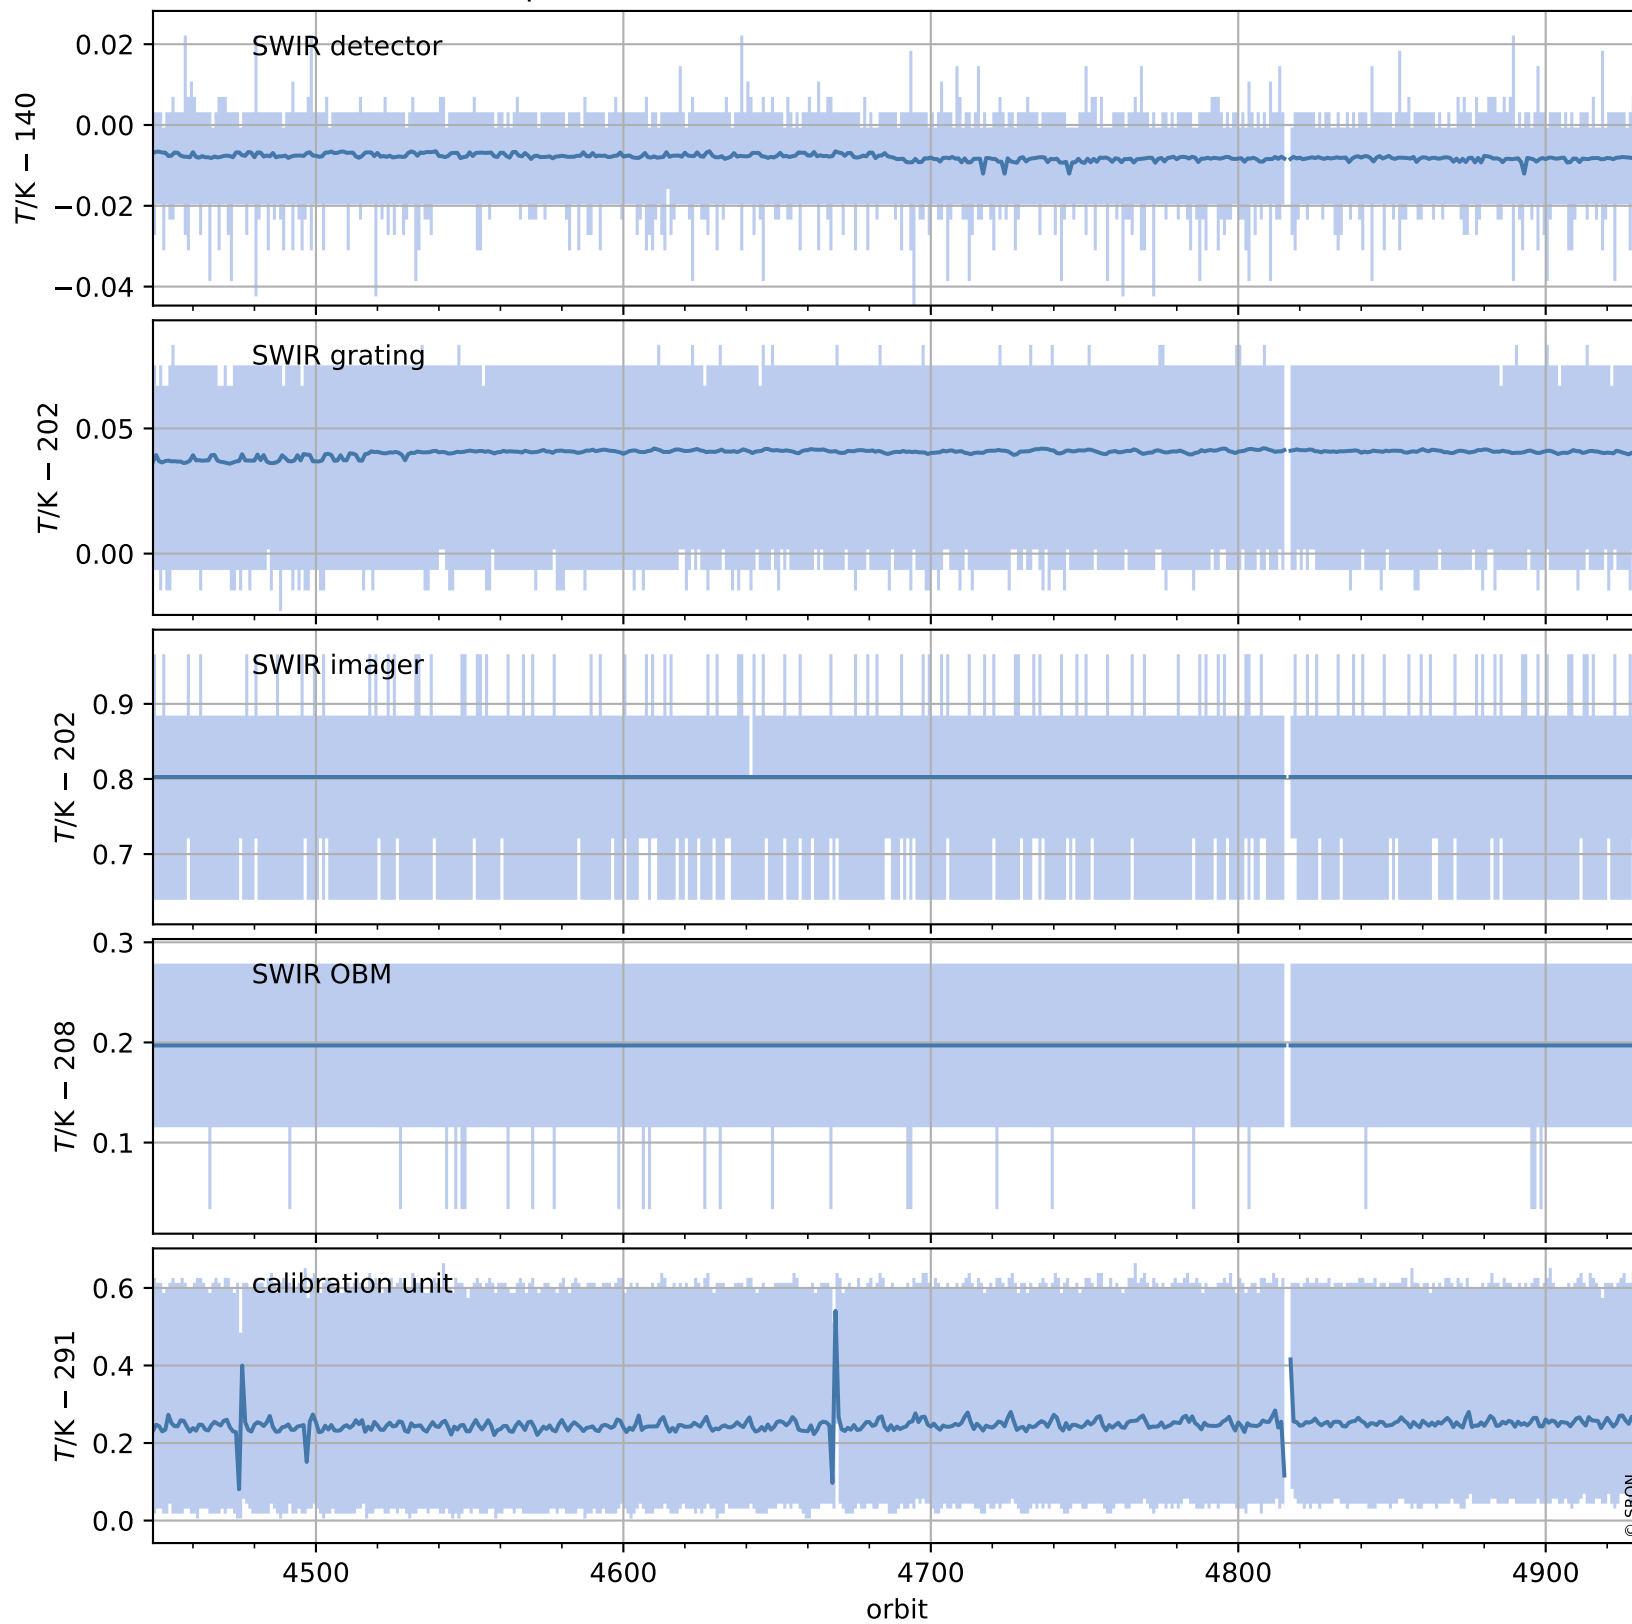 SWIR detector
T/K − 140
0.02
0.00
−0.02
−0.04
SWIR grating
T/K − 202
0.05
0.00
SWIR imager
T/K − 202
0.9
0.8
0.7
SWIR OBM
T/K − 208
0.3
0.2
0.1
calibration unit
T/K − 291
0.6
0.4
0.2
0.0
© SRON
4500 4600 4700 4800 4900
orbit